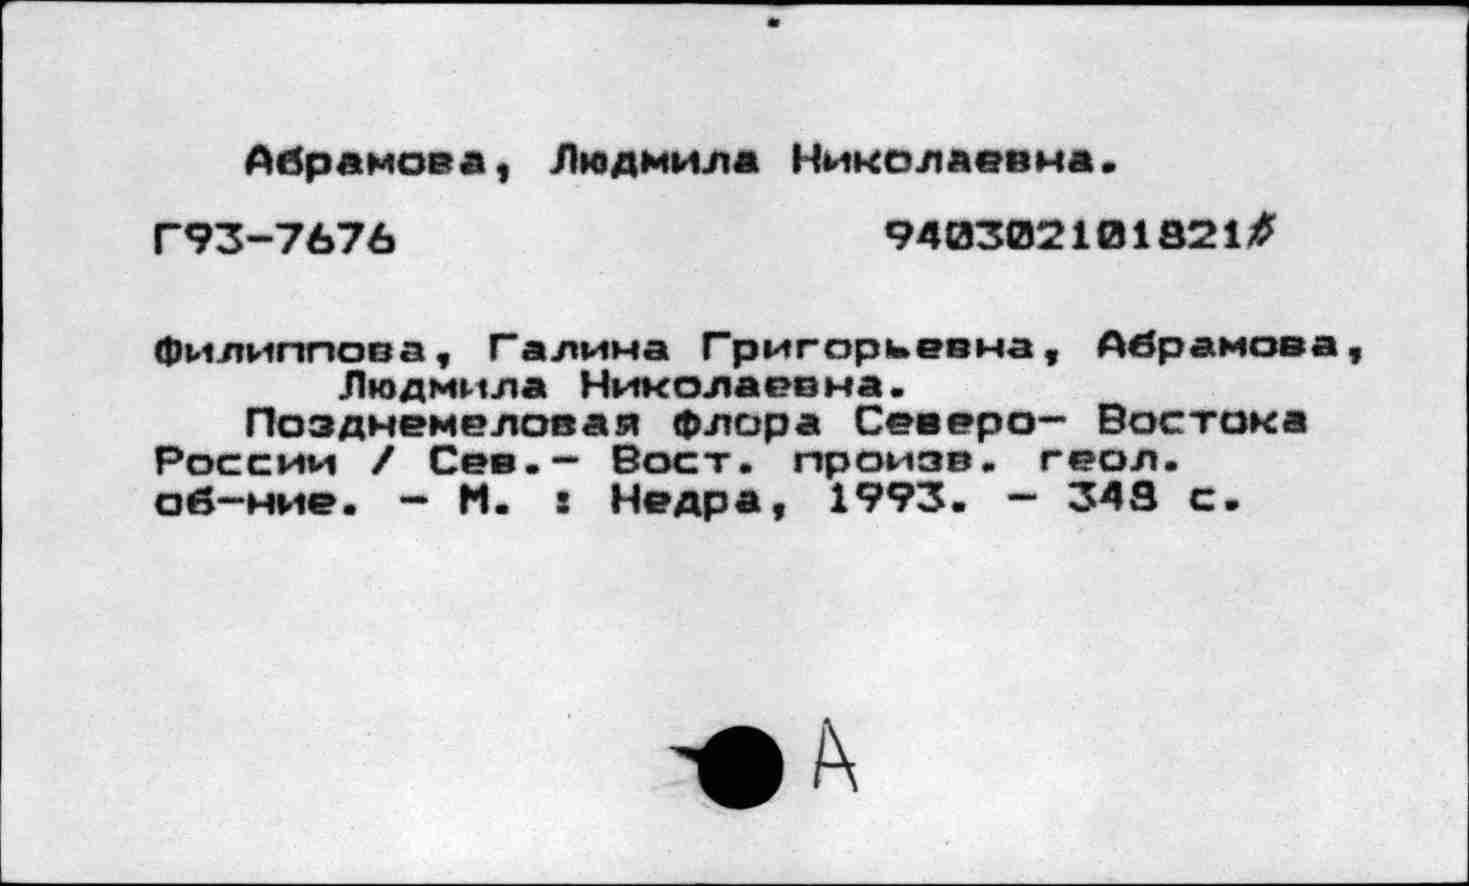 Абрамова, Людмила Николаевна.
Г93-7676 940302101821
Филиппова, Галина Григорьевна, Абрамова,
Людмила Николаевна.
Позднемеловая флора Северо- Востока
России / Сев.- Вост. произв. геол.
об-ние. - М. : Недра, 1993. - 348 с.
А